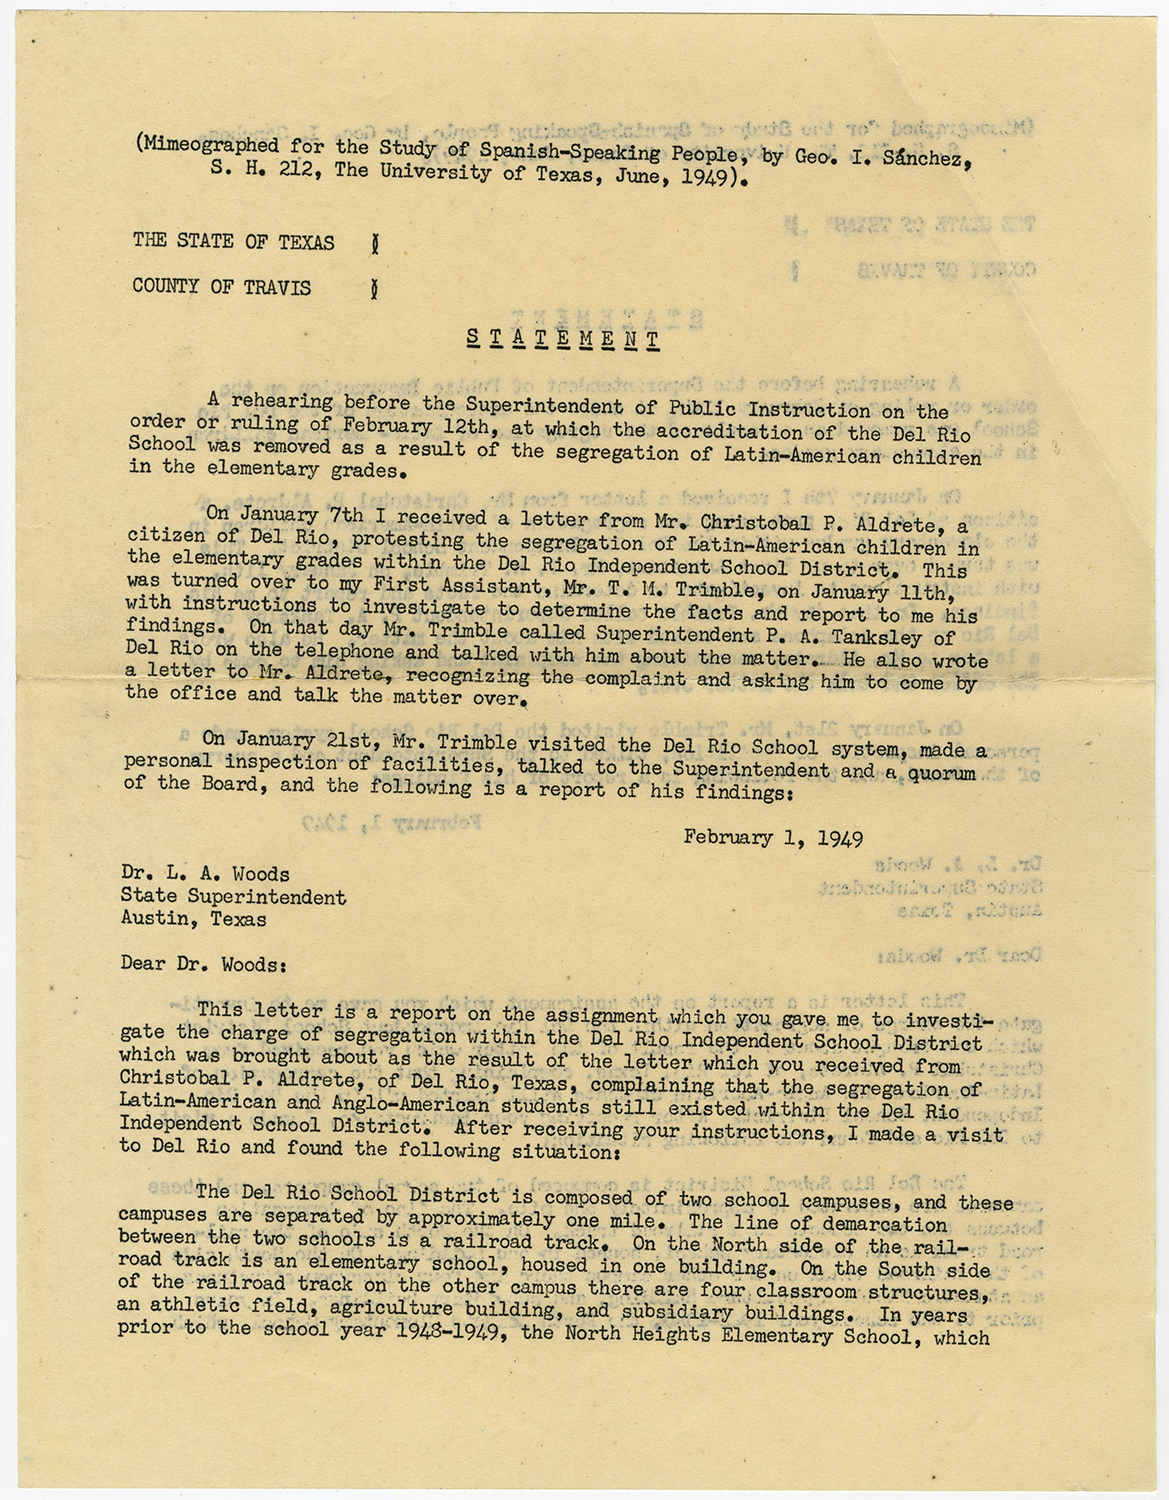 (Mimeographed for the Study of Spanish-Speaking People, by Geo. I. Sánchez,
S. H. 212, The University of Texas, June, 1949).
THE STATE OF TEXAS
COUNTY OF TRAVIS
S T A T E M E N T
A rehearing before the Superintendent of Public Instruction on the
order or ruling of February 12th, at which the accreditation of the Del Rio
School was removed as a result of the segregation of Latin-American children
in the elementary grades.
On January 7th I received a letter from Mr. Christobal P. Aldrete, a
citizen of Del Rio, protesting the segregation of Latin-American children in
the elementary grades within the Del Rio Independent School District. This
was turned over to my First Assistant, Mr. T. M. Trimble, on January 11th,
with instructions to investigate to determine the facts and report to me his
findings. On that day Mr. Trimble called Superintendent P. A. Tanksley of
Del Rio on the telephone and talked with him about the matter. He also wrote
a letter to Mr. Aldrete, recognizing the complaint and asking him to come by
the office and talk the matter over.
On January 21st, Mr. Trimble visited the Del Rio School system, made a
personal inspection of facilities, talked to the Superintendent and a quorum
of the Board, and the following is a report of his findings:
February 1, 1949
Dr. L. A. Woods
State Superintendent
Austin, Texas
Dear Dr. Woods:
This letter is a report on the assignment which you gave me to investi-
gate the charge of segregation within the Del Rio Independent School District
which was brought about as the result of the letter which you received from
Christobal P. Aldrete, of Del Rio, Texas, complaining that the segregation of
Latin-American and Anglo-American students still existed within the Del Rio
Independent School District. After receiving your instructions, I made a visit
to Del Rio and found the following situation:
The Del Rio School District is composed of two school campuses, and these
campuses are separated by approximately one mile. The line of demarcation
between the two schools is a railroad track. On the North side of the rail-
road track is an elementary school, housed in one building. On the South side
of the railroad track on the other campus there are four classroom structures,
an athletic field, agriculture building, and subsidiary buildings. In years
prior to the school year 1948-1949, the North Heights Elementary School, which